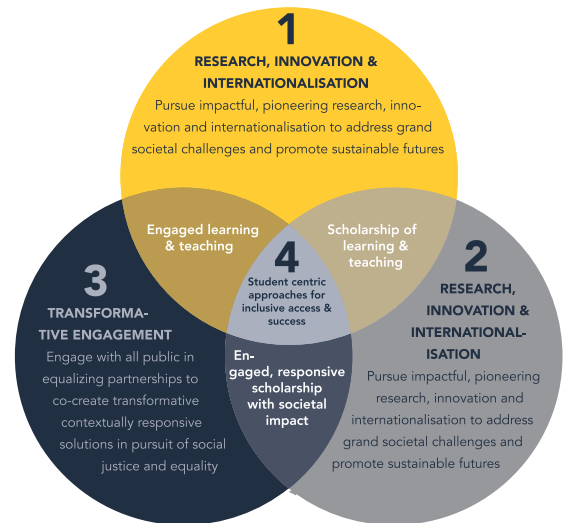 1
RESEARCH, INNOVATION &
INTERNATIONALISATION
Pursue impactful, pioneering research, inno-
vation and internationalisation to address grand
societal challenges and promote sustainable futures
Engaged learning
& teaching
Scholarship of
learning &
teaching
4
Student centric
approaches for
inclusive access &
success
3
TRANSFORMA-
TIVE ENGAGEMENT
Engage with all public in
equalizing partnerships to
co-create transformative
contextually responsive
solutions in pursuit of social
justice and equality
2
RESEARCH,
INNOVATION &
INTERNATIONAL-
ISATION
Pursue impactful, pioneering
research, innovation and
internationalisation to address
grand societal challenges and
promote sustainable futures
En-
gaged, responsive
scholarship
with societal
impact